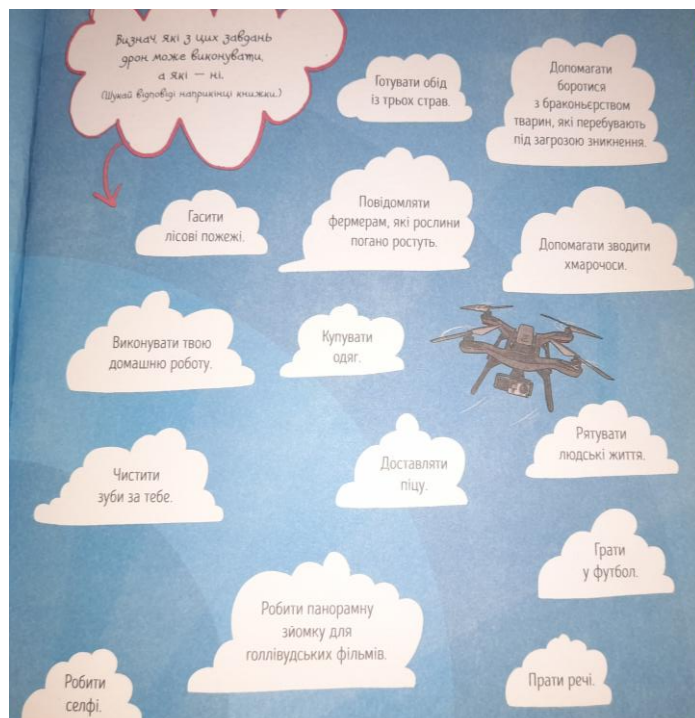 Визнач, які з цих завдань
дрон може виконувати,
а які — ні.
(Шукай відповіді наприкінці книжки.)
Готувати обід
із трьох страв.
Допомагати
боротися
з браконьєрством
тварин, які перебувають
під загрозою зникнення.
Гасити
лісові пожежі.
Повідомляти
фермерам, які рослини
погано ростуть.
Допомагати зводити
хмарочоси.
Виконувати твою
домашню роботу.
Купувати
одяг.
Чистити
зуби за тебе.
Доставляти
піцу.
Рятувати
людські життя.
Грати
у футбол.
Робити панорамну
зйомку для
голлівудських фільмів.
Робити
селфі.
Прати речі.